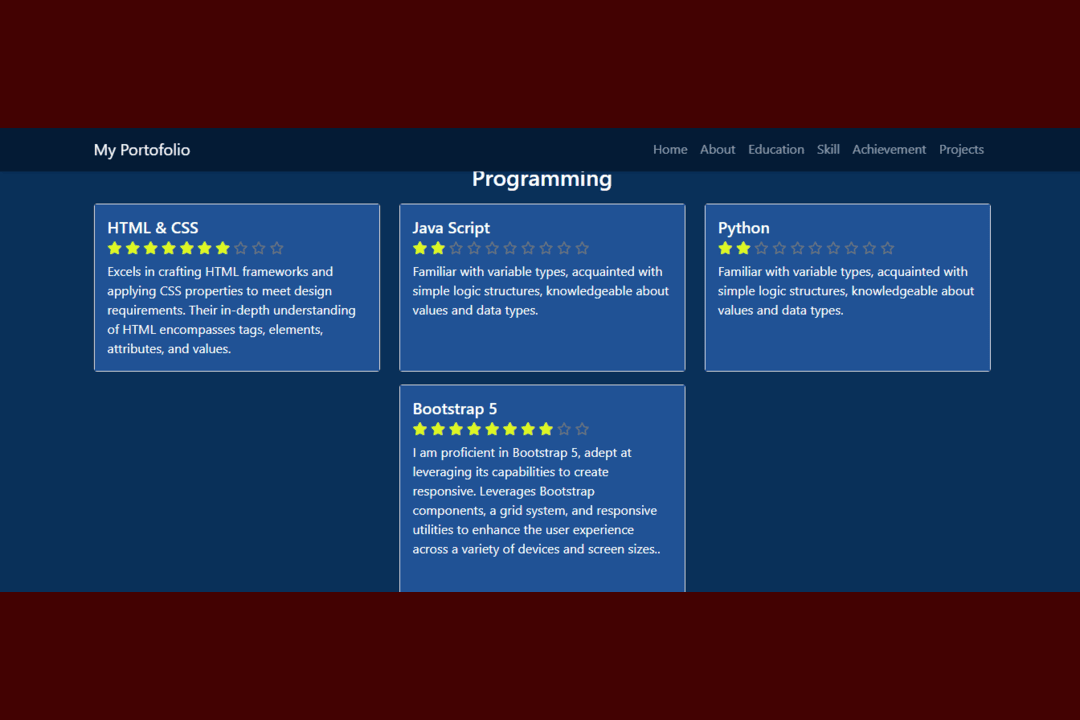 My Portofolio
Home About Education Skill Achievement Projects
Programming
HTML & CSS
Excels in crafting HTML frameworks and
applying CSS properties to meet design
requirements. Their in-depth understanding
of HTML encompasses tags, elements,
attributes, and values.
Java Script
Familiar with variable types, acquainted with
simple logic structures, knowledgeable about
values and data types.
Python
Familiar with variable types, acquainted with
simple logic structures, knowledgeable about
values and data types.
Bootstrap 5
I am proficient in Bootstrap 5, adept at
leveraging its capabilities to create
responsive. Leverages Bootstrap
components, a grid system, and responsive
utilities to enhance the user experience
across a variety of devices and screen sizes..